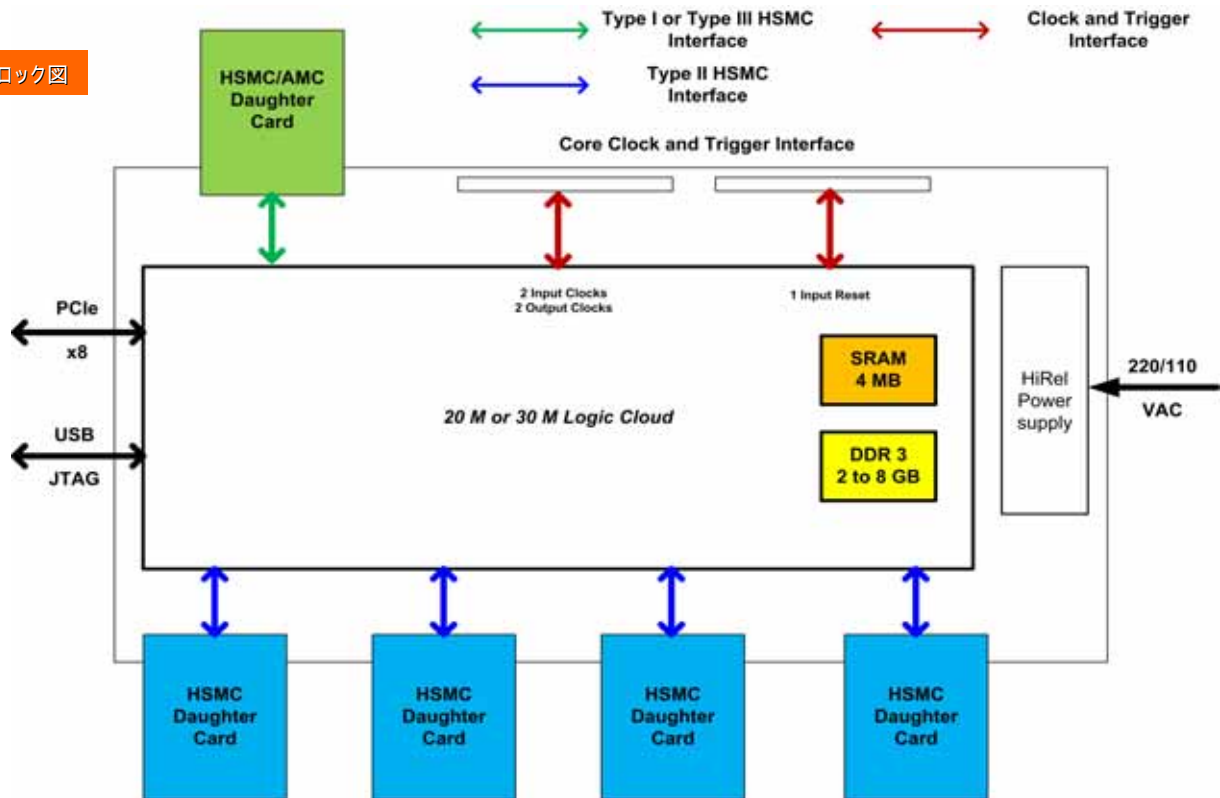 ロック図
Type I or Type III HSMC
Interface
Clock and Trigger
Interface
Type II HSMC
Interface
HSMC/AMC
Daughter
Card
Core Clock and Trigger Interface
2 Input Clocks
2 Output Clocks
1 Input Reset
PCIe
x8
SRAM
4 MB
20 M or 30 M Logic Cloud
HiRel
Power
supply
220/110
VAC
USB
JTAG
DDR 3
2 to 8 GB
HSMC
Daughter
Card
HSMC
Daughter
Card
HSMC
Daughter
Card
HSMC
Daughter
Card